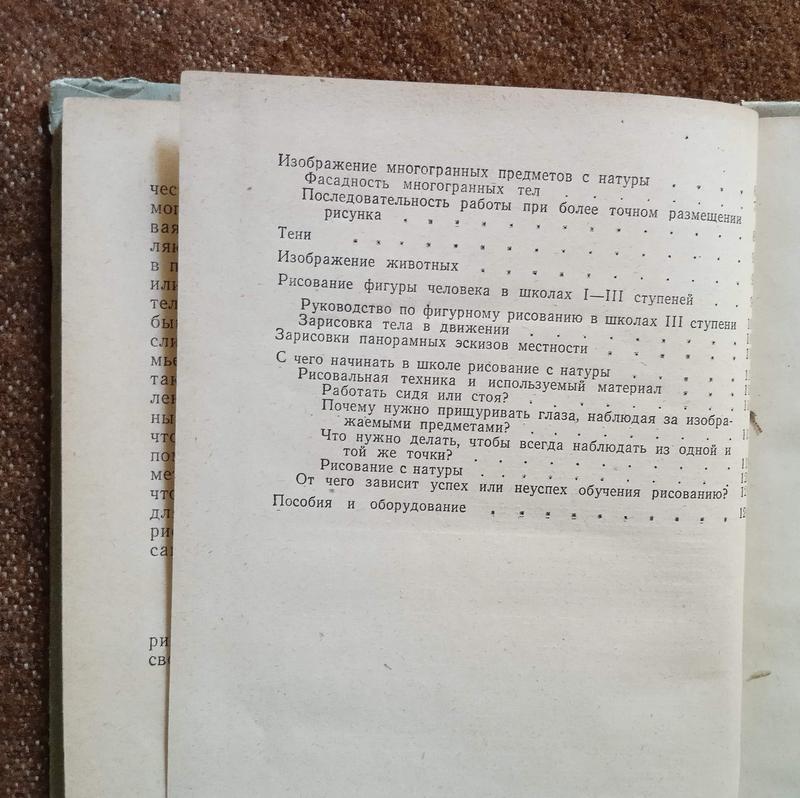 Изображение многогранных предметов с натуры . . . .
Фасадность многогранных тел . . . . . . .
Последовательность работы при более точном размещении
рисунка . . . . . . . . . . . . .
Тени . . . . . . . . . . . . . . .
Изображение животных . . . . . . . . . .
Рисование фигуры человека в школах I—III ступеней . .
Руководство по фигурному рисованию в школах III ступени
Зарисовка тела в движении . . . . . . . .
Зарисовки панорамных эскизов местности . . . . . .
С чего начинать в школе рисование с натуры . . . . .
Рисовальная техника и используемый материал . . .
Работать сидя или стоя? . . . . . . . .
Почему нужно прищуривать глаза, наблюдая за изобра-
жаемыми предметами? . . . . . . . .
Что нужно делать, чтобы всегда наблюдать из одной и
той же точки? . . . . . . . . . .
Рисование с натуры . . . . . . . . . .
От чего зависит успех или неуспех обучения рисованию?
Пособия и оборудование . . . . . . . . . .